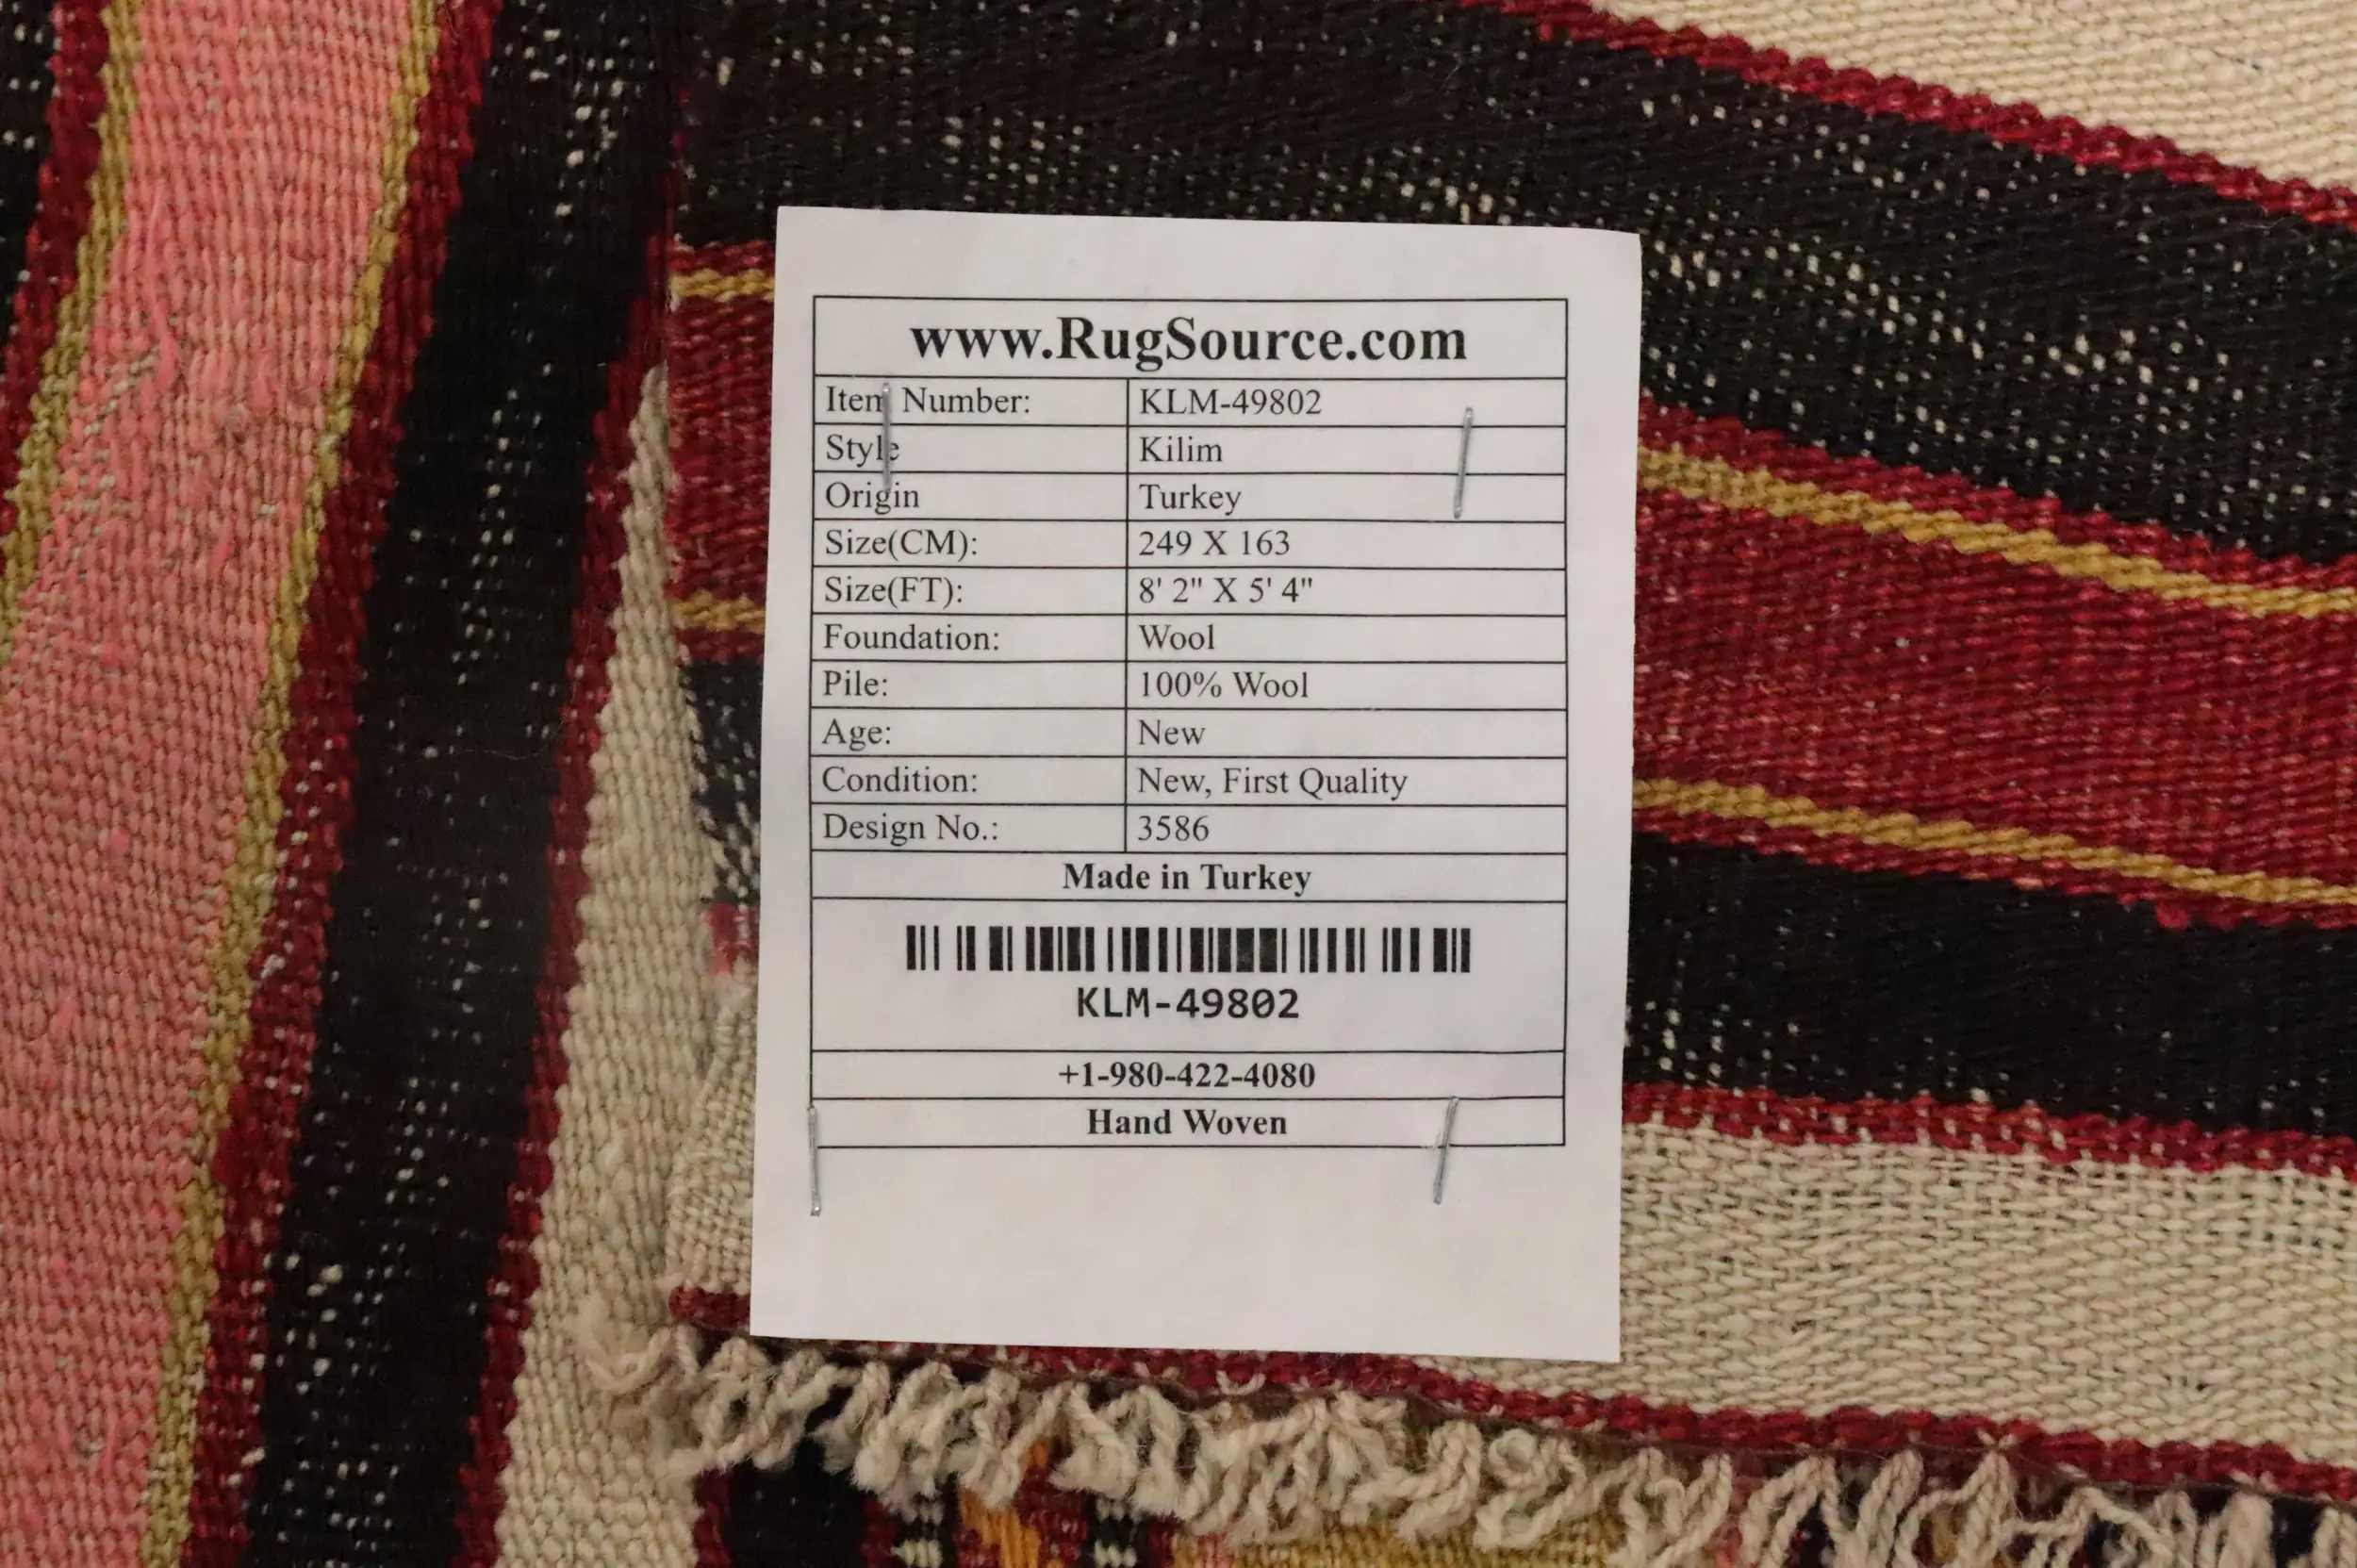 www.RugSource.com
Item Number: KLM-49802
Style Kilim
Origin Turkey
Size(CM): 249 X 163
Size(FT): 8' 2" X 5' 4"
Foundation: Wool
Pile: 100% Wool
Age: New
Condition: New, First Quality
Design No.: 3586
Made in Turkey
KLM-49802
+1-980-422-4080
Hand Woven